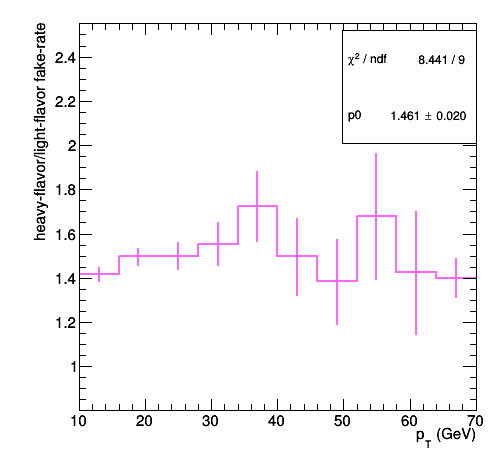 heavy-flavor/light-flavor fake-rate
χ² / ndf 8.441 / 9
p0 1.461 ± 0.020
2.4
2.2
2
1.8
1.6
1.4
1.2
1
10 20 30 40 50 60 70
p_T (GeV)